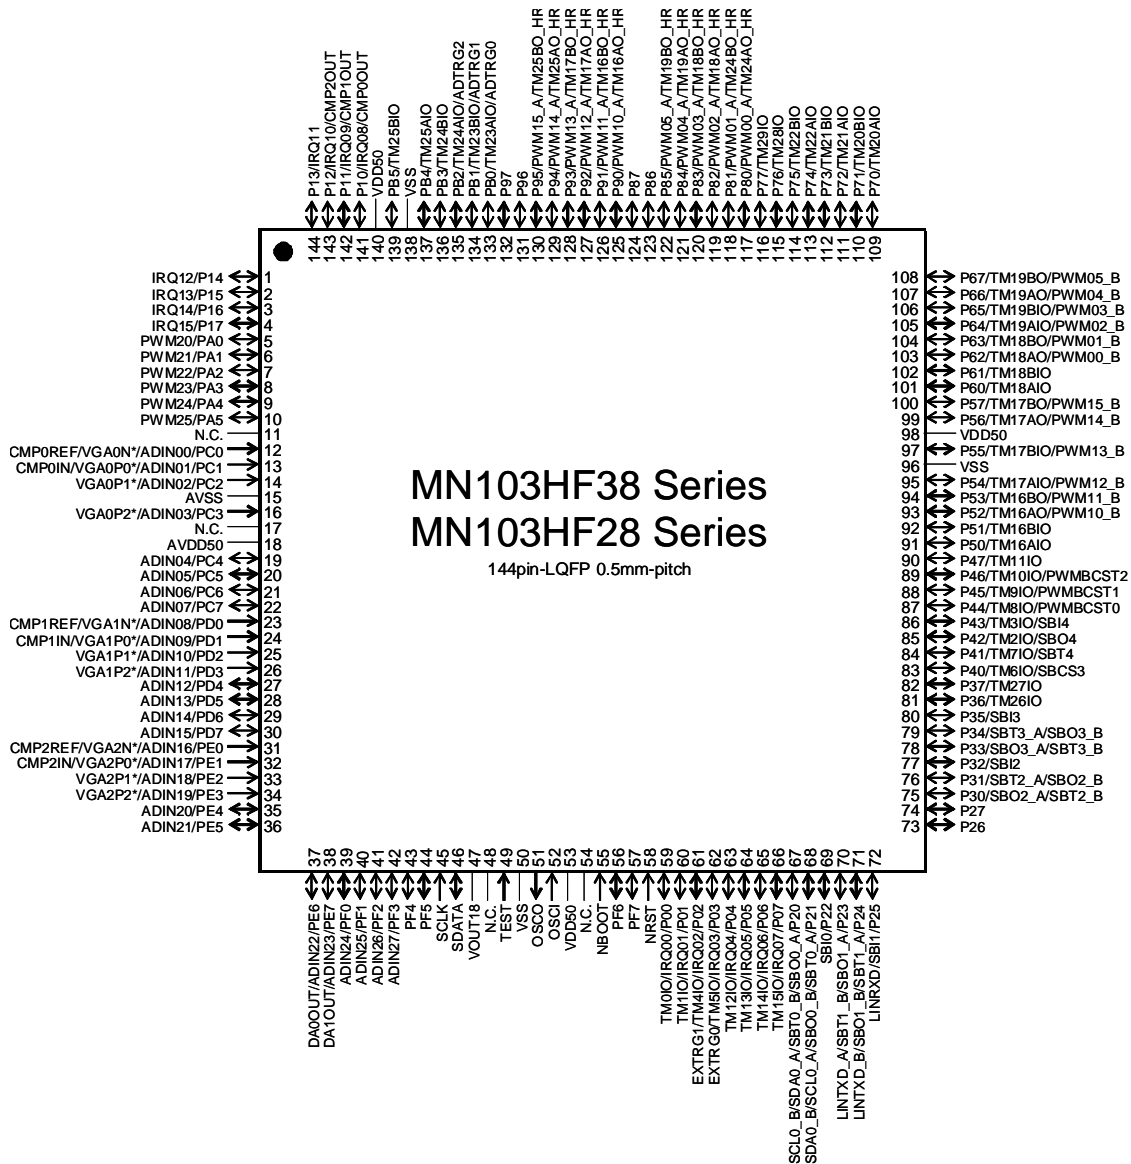 P13/IRQ11
P12/IRQ10/CMP2OUT
P11/IRQ09/CMP1OUT
P10/IRQ08/CMP0OUT
VDD50
PB5/TM25BIO
VSS
PB4/TM25AIO
PB3/TM24BIO
PB2/TM24AIO/ADTRG2
PB1/TM23BIO/ADTRG1
PB0/TM23AIO/ADTRG0
P97
P96
P95/PWM15_A/TM25BO_HR
P94/PWM14_A/TM25AO_HR
P93/PWM13_A/TM17BO_HR
P92/PWM12_A/TM17AO_HR
P91/PWM11_A/TM16BO_HR
P90/PWM10_A/TM16AO_HR
P87
P86
P85/PWM05_A/TM19BO_HR
P84/PWM04_A/TM19AO_HR
P83/PWM03_A/TM18BO_HR
P82/PWM02_A/TM18AO_HR
P81/PWM01_A/TM24BO_HR
P80/PWM00_A/TM24AO_HR
P77/TM29IO
P76/TM28IO
P75/TM22BIO
P74/TM22AIO
P73/TM21BIO
P72/TM21AIO
P71/TM20BIO
P70/TM20AIO
144
143
142
141
140
139
138
137
136
135
134
133
132
131
130
129
128
127
126
125
124
123
122
121
120
119
118
117
116
115
114
113
112
111
110
109
IRQ12/P14 1
IRQ13/P15 2
IRQ14/P16 3
IRQ15/P17 4
PWM20/PA0 5
PWM21/PA1 6
PWM22/PA2 7
PWM23/PA3 8
PWM24/PA4 9
PWM25/PA5 10
N.C. 11
CMP0REF/VGA0N*/ADIN00/PC0 12
CMP0IN/VGA0P0*/ADIN01/PC1 13
VGA0P1*/ADIN02/PC2 14
AVSS 15
VGA0P2*/ADIN03/PC3 16
N.C. 17
AVDD50 18
ADIN04/PC4 19
ADIN05/PC5 20
ADIN06/PC6 21
ADIN07/PC7 22
CMP1REF/VGA1N*/ADIN08/PD0 23
CMP1IN/VGA1P0*/ADIN09/PD1 24
VGA1P1*/ADIN10/PD2 25
VGA1P2*/ADIN11/PD3 26
ADIN12/PD4 27
ADIN13/PD5 28
ADIN14/PD6 29
ADIN15/PD7 30
CMP2REF/VGA2N*/ADIN16/PE0 31
CMP2IN/VGA2P0*/ADIN17/PE1 32
VGA2P1*/ADIN18/PE2 33
VGA2P2*/ADIN19/PE3 34
ADIN20/PE4 35
ADIN21/PE5 36
MN103HF38 Series
MN103HF28 Series
144pin-LQFP 0.5mm-pitch
108 P67/TM19BO/PWM05_B
107 P66/TM19AO/PWM04_B
106 P65/TM19BIO/PWM03_B
105 P64/TM19AIO/PWM02_B
104 P63/TM18BO/PWM01_B
103 P62/TM18AO/PWM00_B
102 P61/TM18BIO
101 P60/TM18AIO
100 P57/TM17BO/PWM15_B
99 P56/TM17AO/PWM14_B
98 VDD50
97 P55/TM17BIO/PWM13_B
96 VSS
95 P54/TM17AIO/PWM12_B
94 P53/TM16BO/PWM11_B
93 P52/TM16AO/PWM10_B
92 P51/TM16BIO
91 P50/TM16AIO
90 P47/TM11IO
89 P46/TM10IO/PWMBCST2
88 P45/TM9IO/PWMBCST1
87 P44/TM8IO/PWMBCST0
86 P43/TM3IO/SBI4
85 P42/TM2IO/SBO4
84 P41/TM7IO/SBT4
83 P40/TM6IO/SBCS3
82 P37/TM27IO
81 P36/TM26IO
80 P35/SBI3
79 P34/SBT3_A/SBO3_B
78 P33/SBO3_A/SBT3_B
77 P32/SBI2
76 P31/SBT2_A/SBO2_B
75 P30/SBO2_A/SBT2_B
74 P27
73 P26
37
38
39
40
41
42
43
44
45
46
47
48
49
50
51
52
53
54
55
56
57
58
59
60
61
62
63
64
65
66
67
68
69
70
71
72
DA0OUT/ADIN22/PE6
DA1OUT/ADIN23/PE7
ADIN24/PF0
ADIN25/PF1
ADIN26/PF2
ADIN27/PF3
PF4
PF5
SCLK
SDATA
VOUT18
N.C.
TEST
VSS
OSCO
OSCI
VDD50
N.C.
NBOOT
PF6
PF7
NRST
TM0IO/IRQ00/P00
TM1IO/IRQ01/P01
EXTRG1/TM4IO/IRQ02/P02
EXTRG0/TM5IO/IRQ03/P03
TM12IO/IRQ04/P04
TM13IO/IRQ05/P05
TM14IO/IRQ06/P06
TM15IO/IRQ07/P07
SCL0_B/SDA0_A/SBT0_B/SBO0_A/P20
SDA0_B/SCL0_A/SBO0_B/SBT0_A/P21
SBI0/P22
LINTXD_A/SBT1_B/SBO1_A/P23
LINTXD_B/SBO1_B/SBT1_A/P24
LINRXD/SBI1/P25